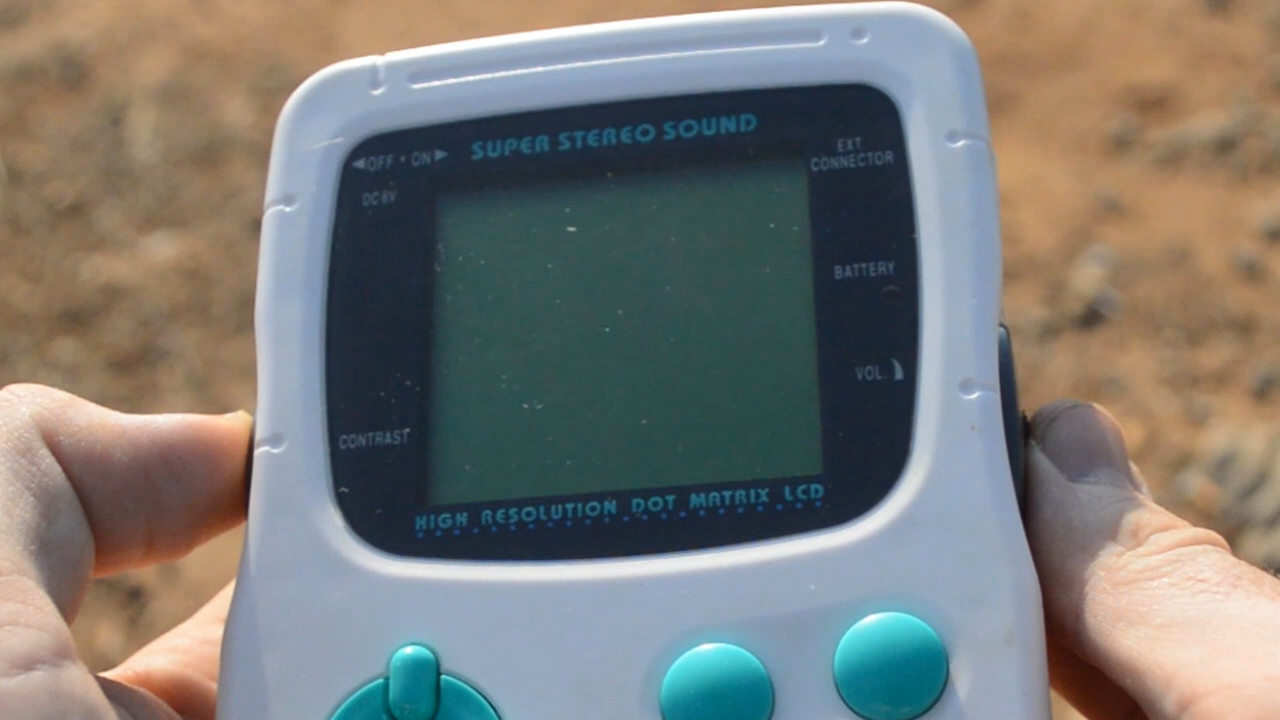 SUPER STEREO SOUND
◄OFF • ON►
DC 6V
EXT.
CONNECTOR
BATTERY
VOL.
CONTRAST
HIGH RESOLUTION DOT MATRIX LCD